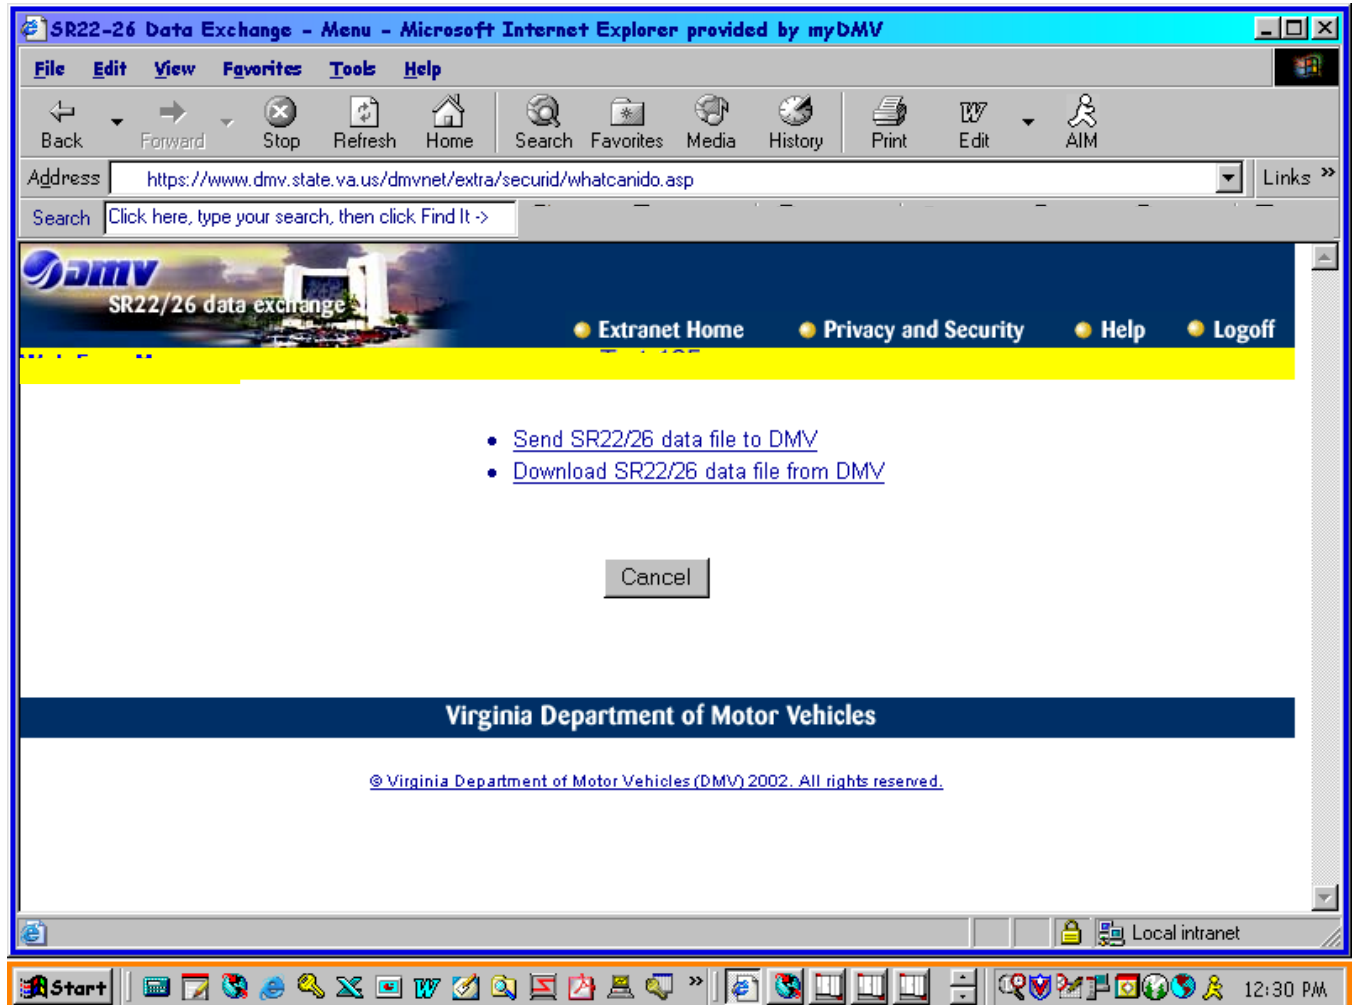 SR22-26 Data Exchange - Menu - Microsoft Internet Explorer provided by myDMV
File Edit View Favorites Tools Help
Back Forward Stop Refresh Home Search Favorites Media History Print Edit AIM
Address https://www.dmv.state.va.us/dmvnet/extra/securid/whatcanido.asp Links »
Search Click here, type your search, then click Find It ->
DMV
SR22/26 data exchange
Extranet Home Privacy and Security Help Logoff
• Send SR22/26 data file to DMV
• Download SR22/26 data file from DMV
Cancel
Virginia Department of Motor Vehicles
© Virginia Department of Motor Vehicles (DMV) 2002. All rights reserved.
Local intranet
Start » 12:30 PM